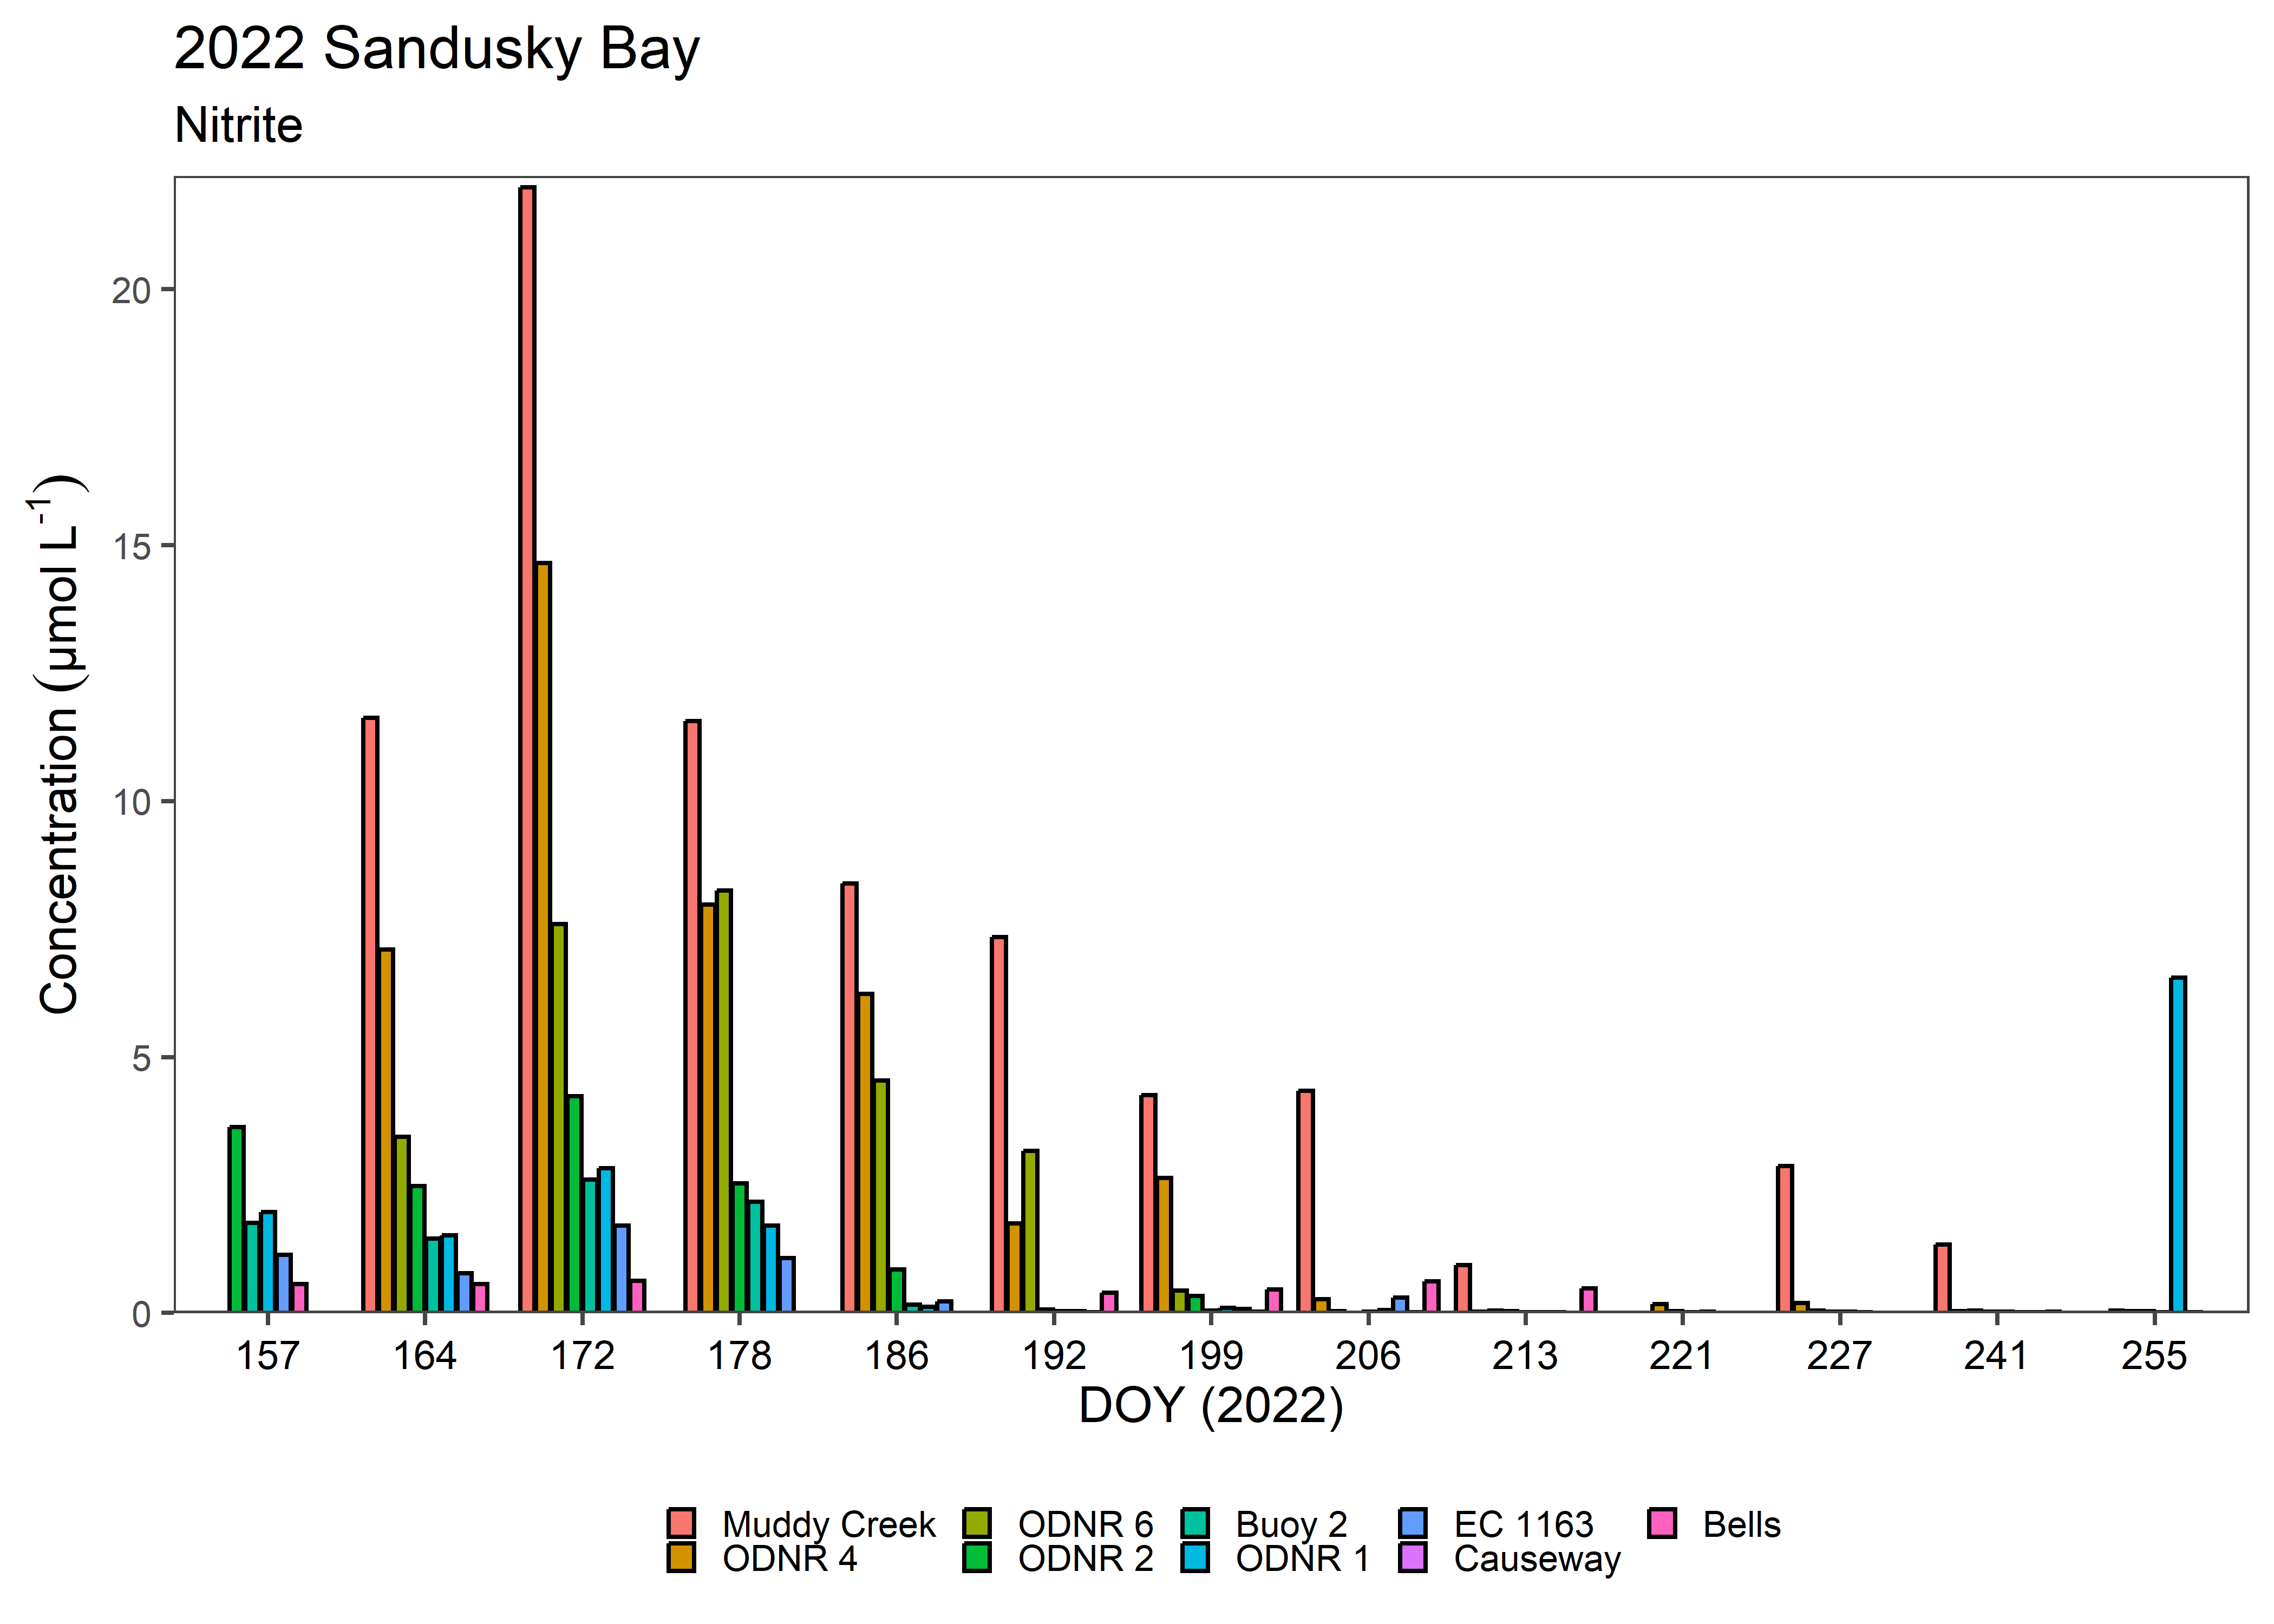 2022 Sandusky Bay
Nitrite
Concentration (µmol L-1)
20
15
10
5
0
157 164 172 178 186 192 199 206 213 221 227 241 255
DOY (2022)
Muddy Creek ODNR 6 Buoy 2 EC 1163 Bells
ODNR 4 ODNR 2 ODNR 1 Causeway